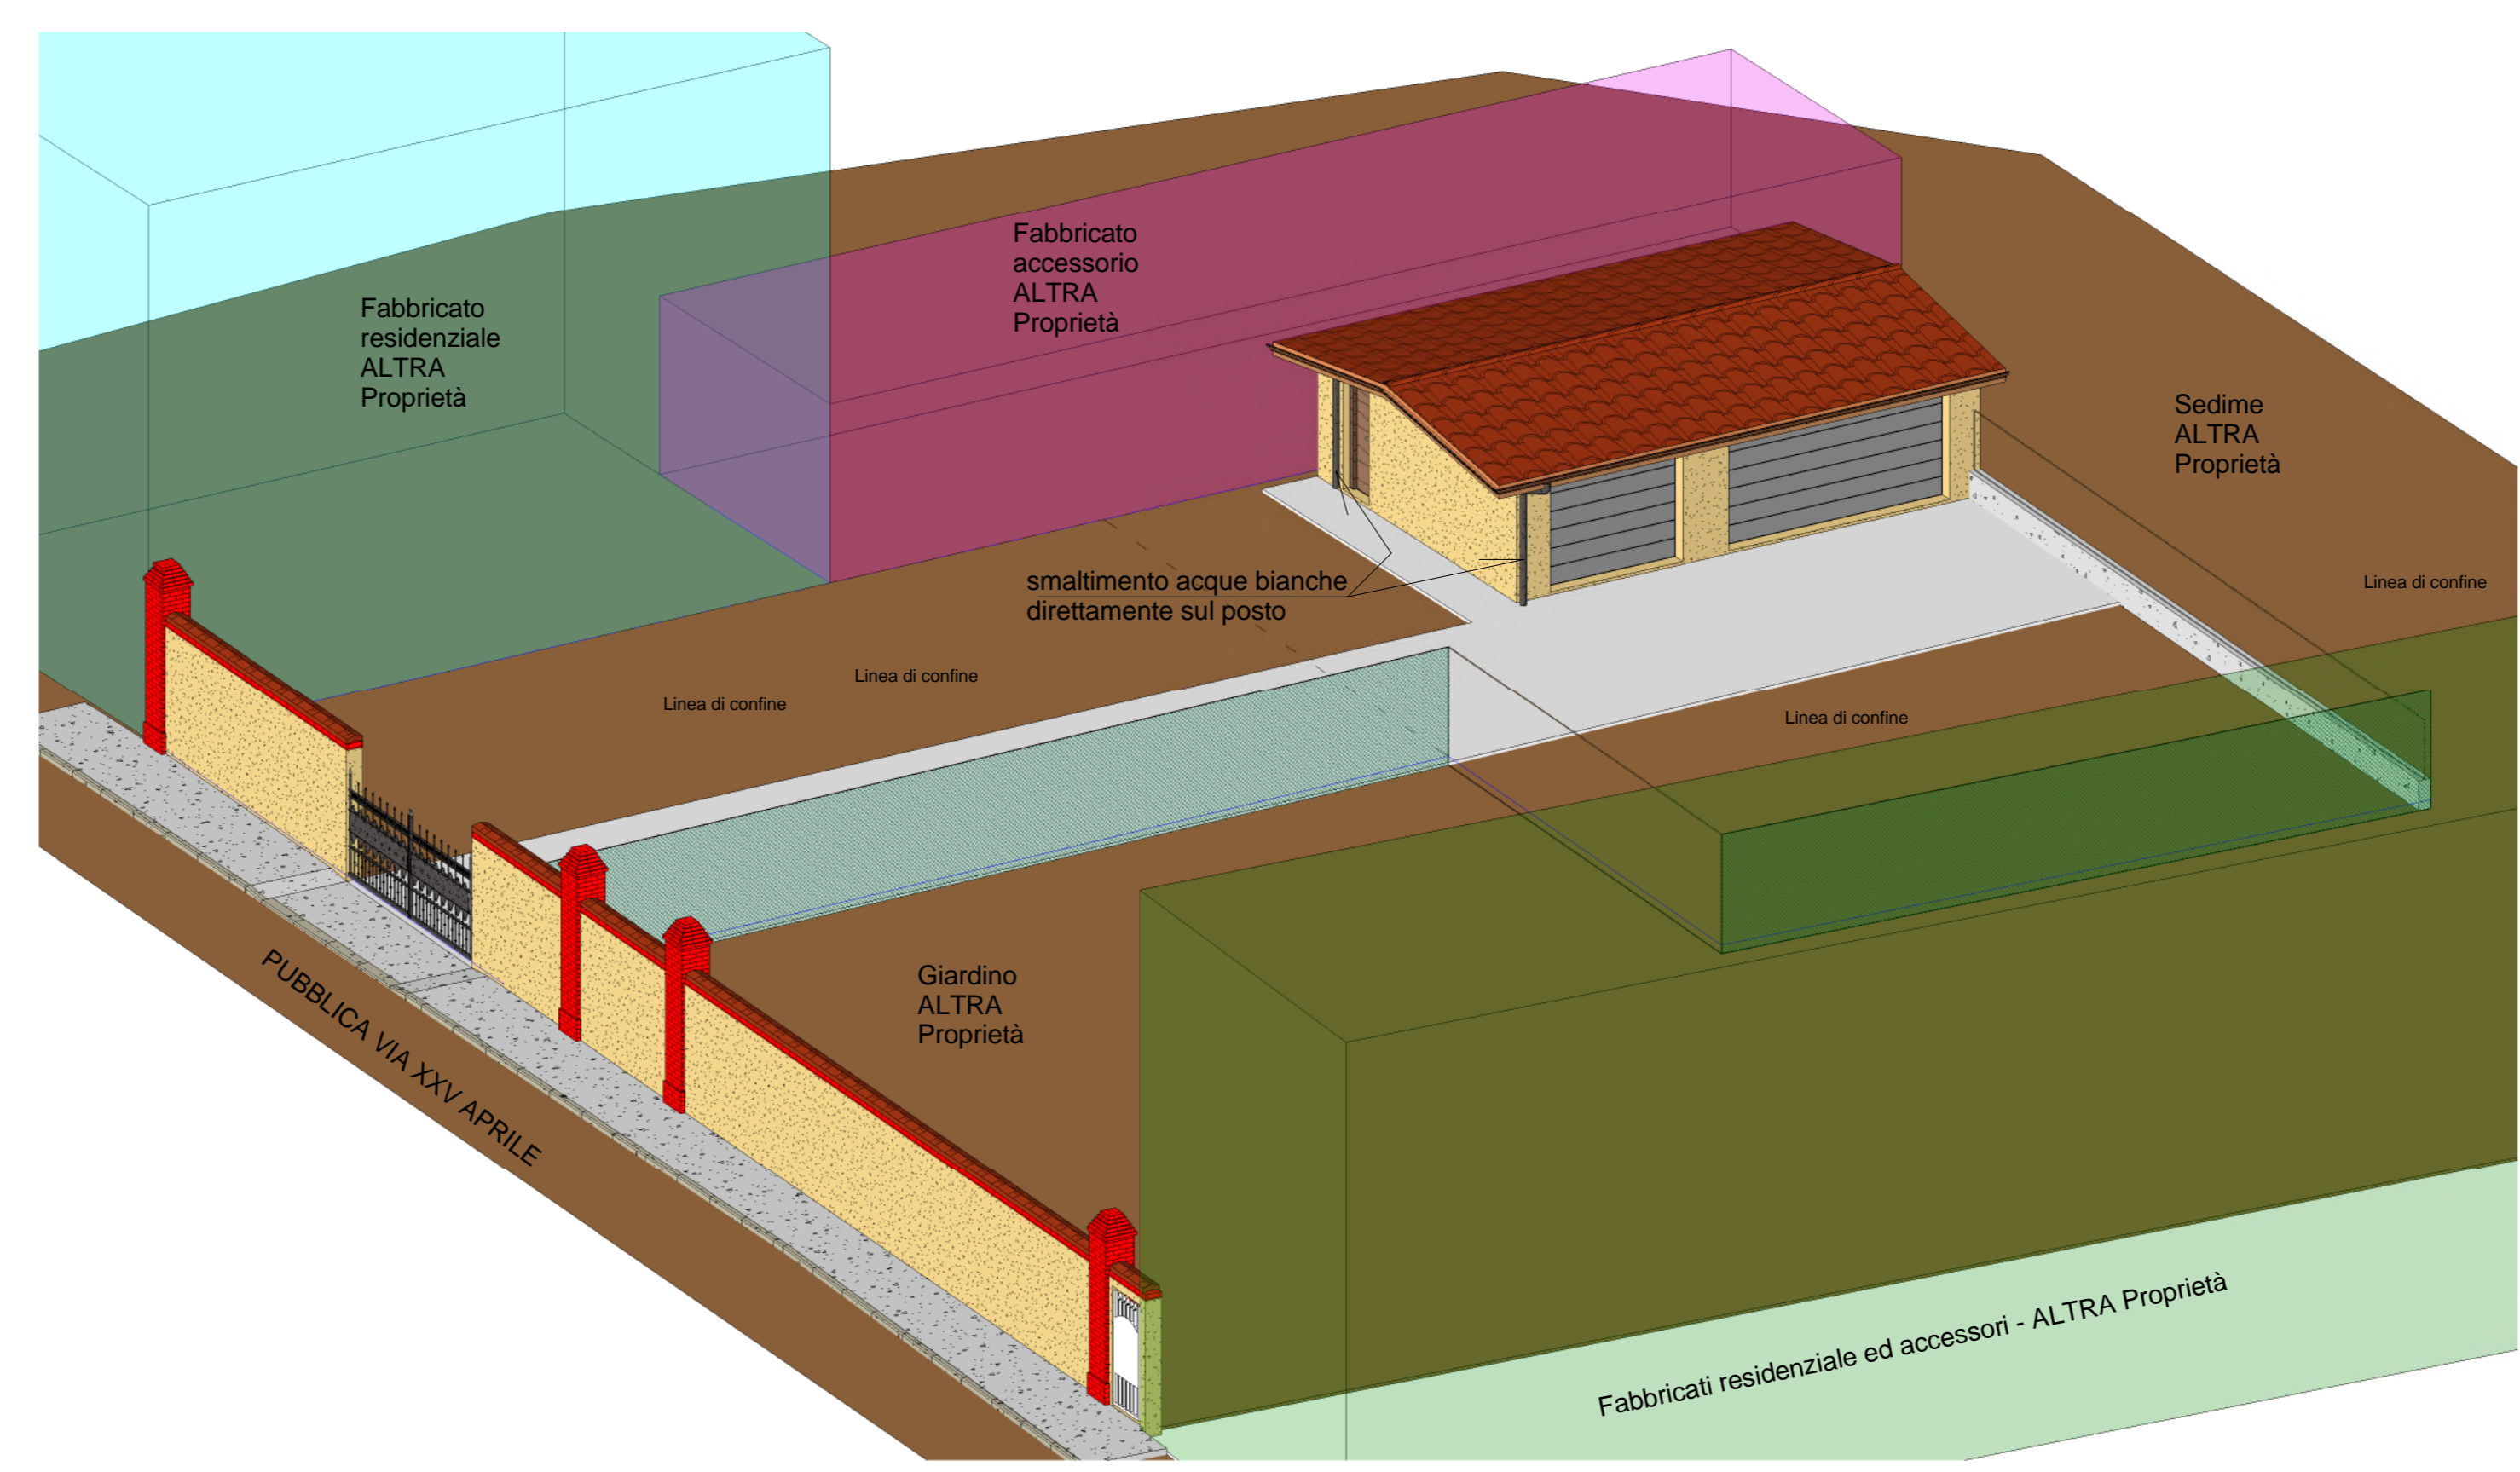 Fabbricato
accessorio
ALTRA
Proprietà
Fabbricato
residenziale
ALTRA
Proprietà
Sedime
ALTRA
Proprietà
smaltimento acque bianche
direttamente sul posto
Linea di confine
Linea di confine
Linea di confine
Linea di confine
Giardino
ALTRA
Proprietà
PUBBLICA VIA XXV APRILE
Fabbricati residenziale ed accessori - ALTRA Proprietà